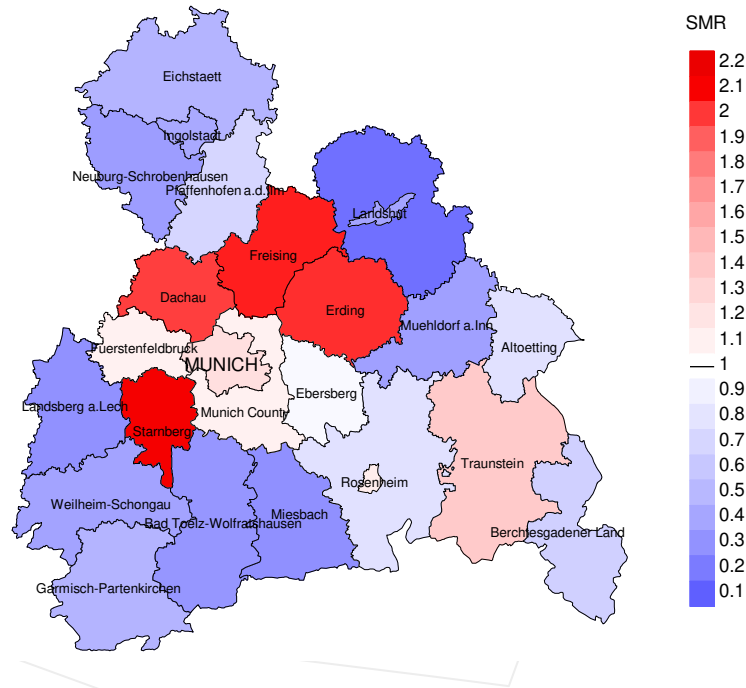 SMR
Eichstaett
Ingolstadt
Neuburg-Schrobenhausen
Pfaffenhofen a.d.Ilm
Landshut
Freising
Dachau
Erding
Muehldorf a.Inn
Altoetting
Fuerstenfeldbruck
MUNICH
Ebersberg
Landsberg a.Lech
Munich County
Starnberg
Traunstein
Rosenheim
Weilheim-Schongau
Bad Toelz-Wolfratshausen
Miesbach
Berchtesgadener Land
Garmisch-Partenkirchen
2.2
2.1
2
1.9
1.8
1.7
1.6
1.5
1.4
1.3
1.2
1.1
1
0.9
0.8
0.7
0.6
0.5
0.4
0.3
0.2
0.1